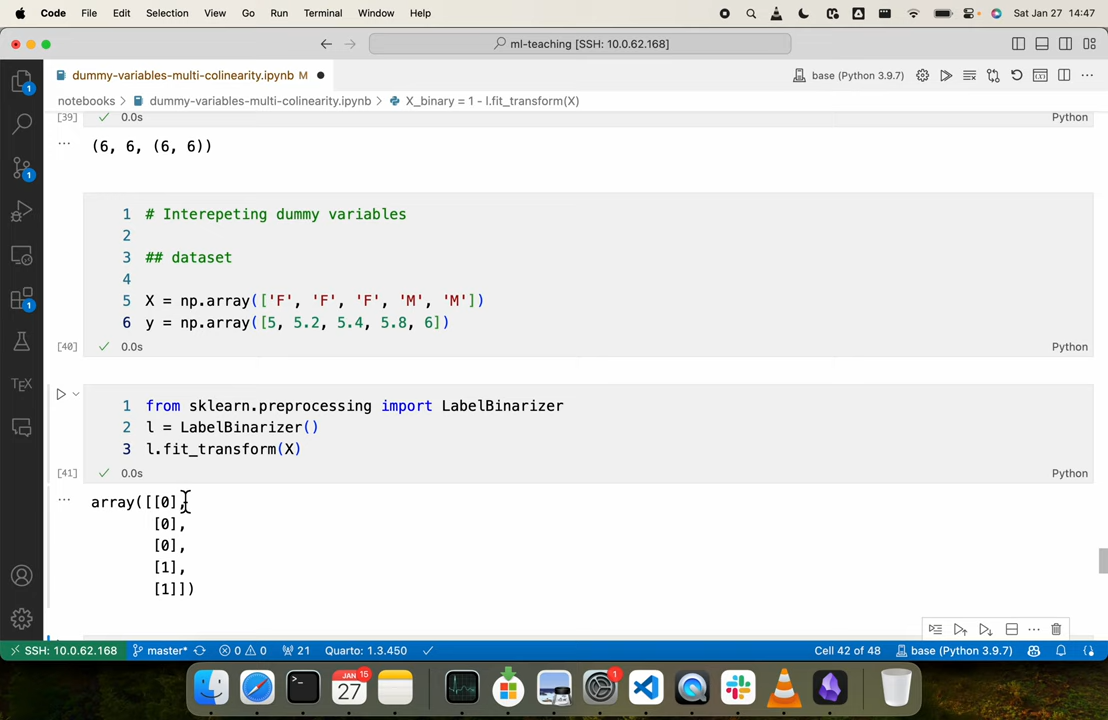 Code File Edit Selection View Go Run Terminal Window Help Sat Jan 27 14:47
ml-teaching [SSH: 10.0.62.168]
dummy-variables-multi-colinearity.ipynb M
base (Python 3.9.7)
notebooks > dummy-variables-multi-colinearity.ipynb > X_binary = 1 - l.fit_transform(X)
[39] 0.0s Python
(6, 6, (6, 6))
1 # Interepeting dummy variables
2
3 ## dataset
4
5 X = np.array(['F', 'F', 'F', 'M', 'M'])
6 y = np.array([5, 5.2, 5.4, 5.8, 6])
[40] 0.0s Python
1 from sklearn.preprocessing import LabelBinarizer
2 l = LabelBinarizer()
3 l.fit_transform(X)
[41] 0.0s Python
array([[0],
[0],
[0],
[1],
[1]])
TEX
1
1
1
SSH: 10.0.62.168 master* 0 0 21 Quarto: 1.3.450 Cell 42 of 48 base (Python 3.9.7)
JAN 15
27
1